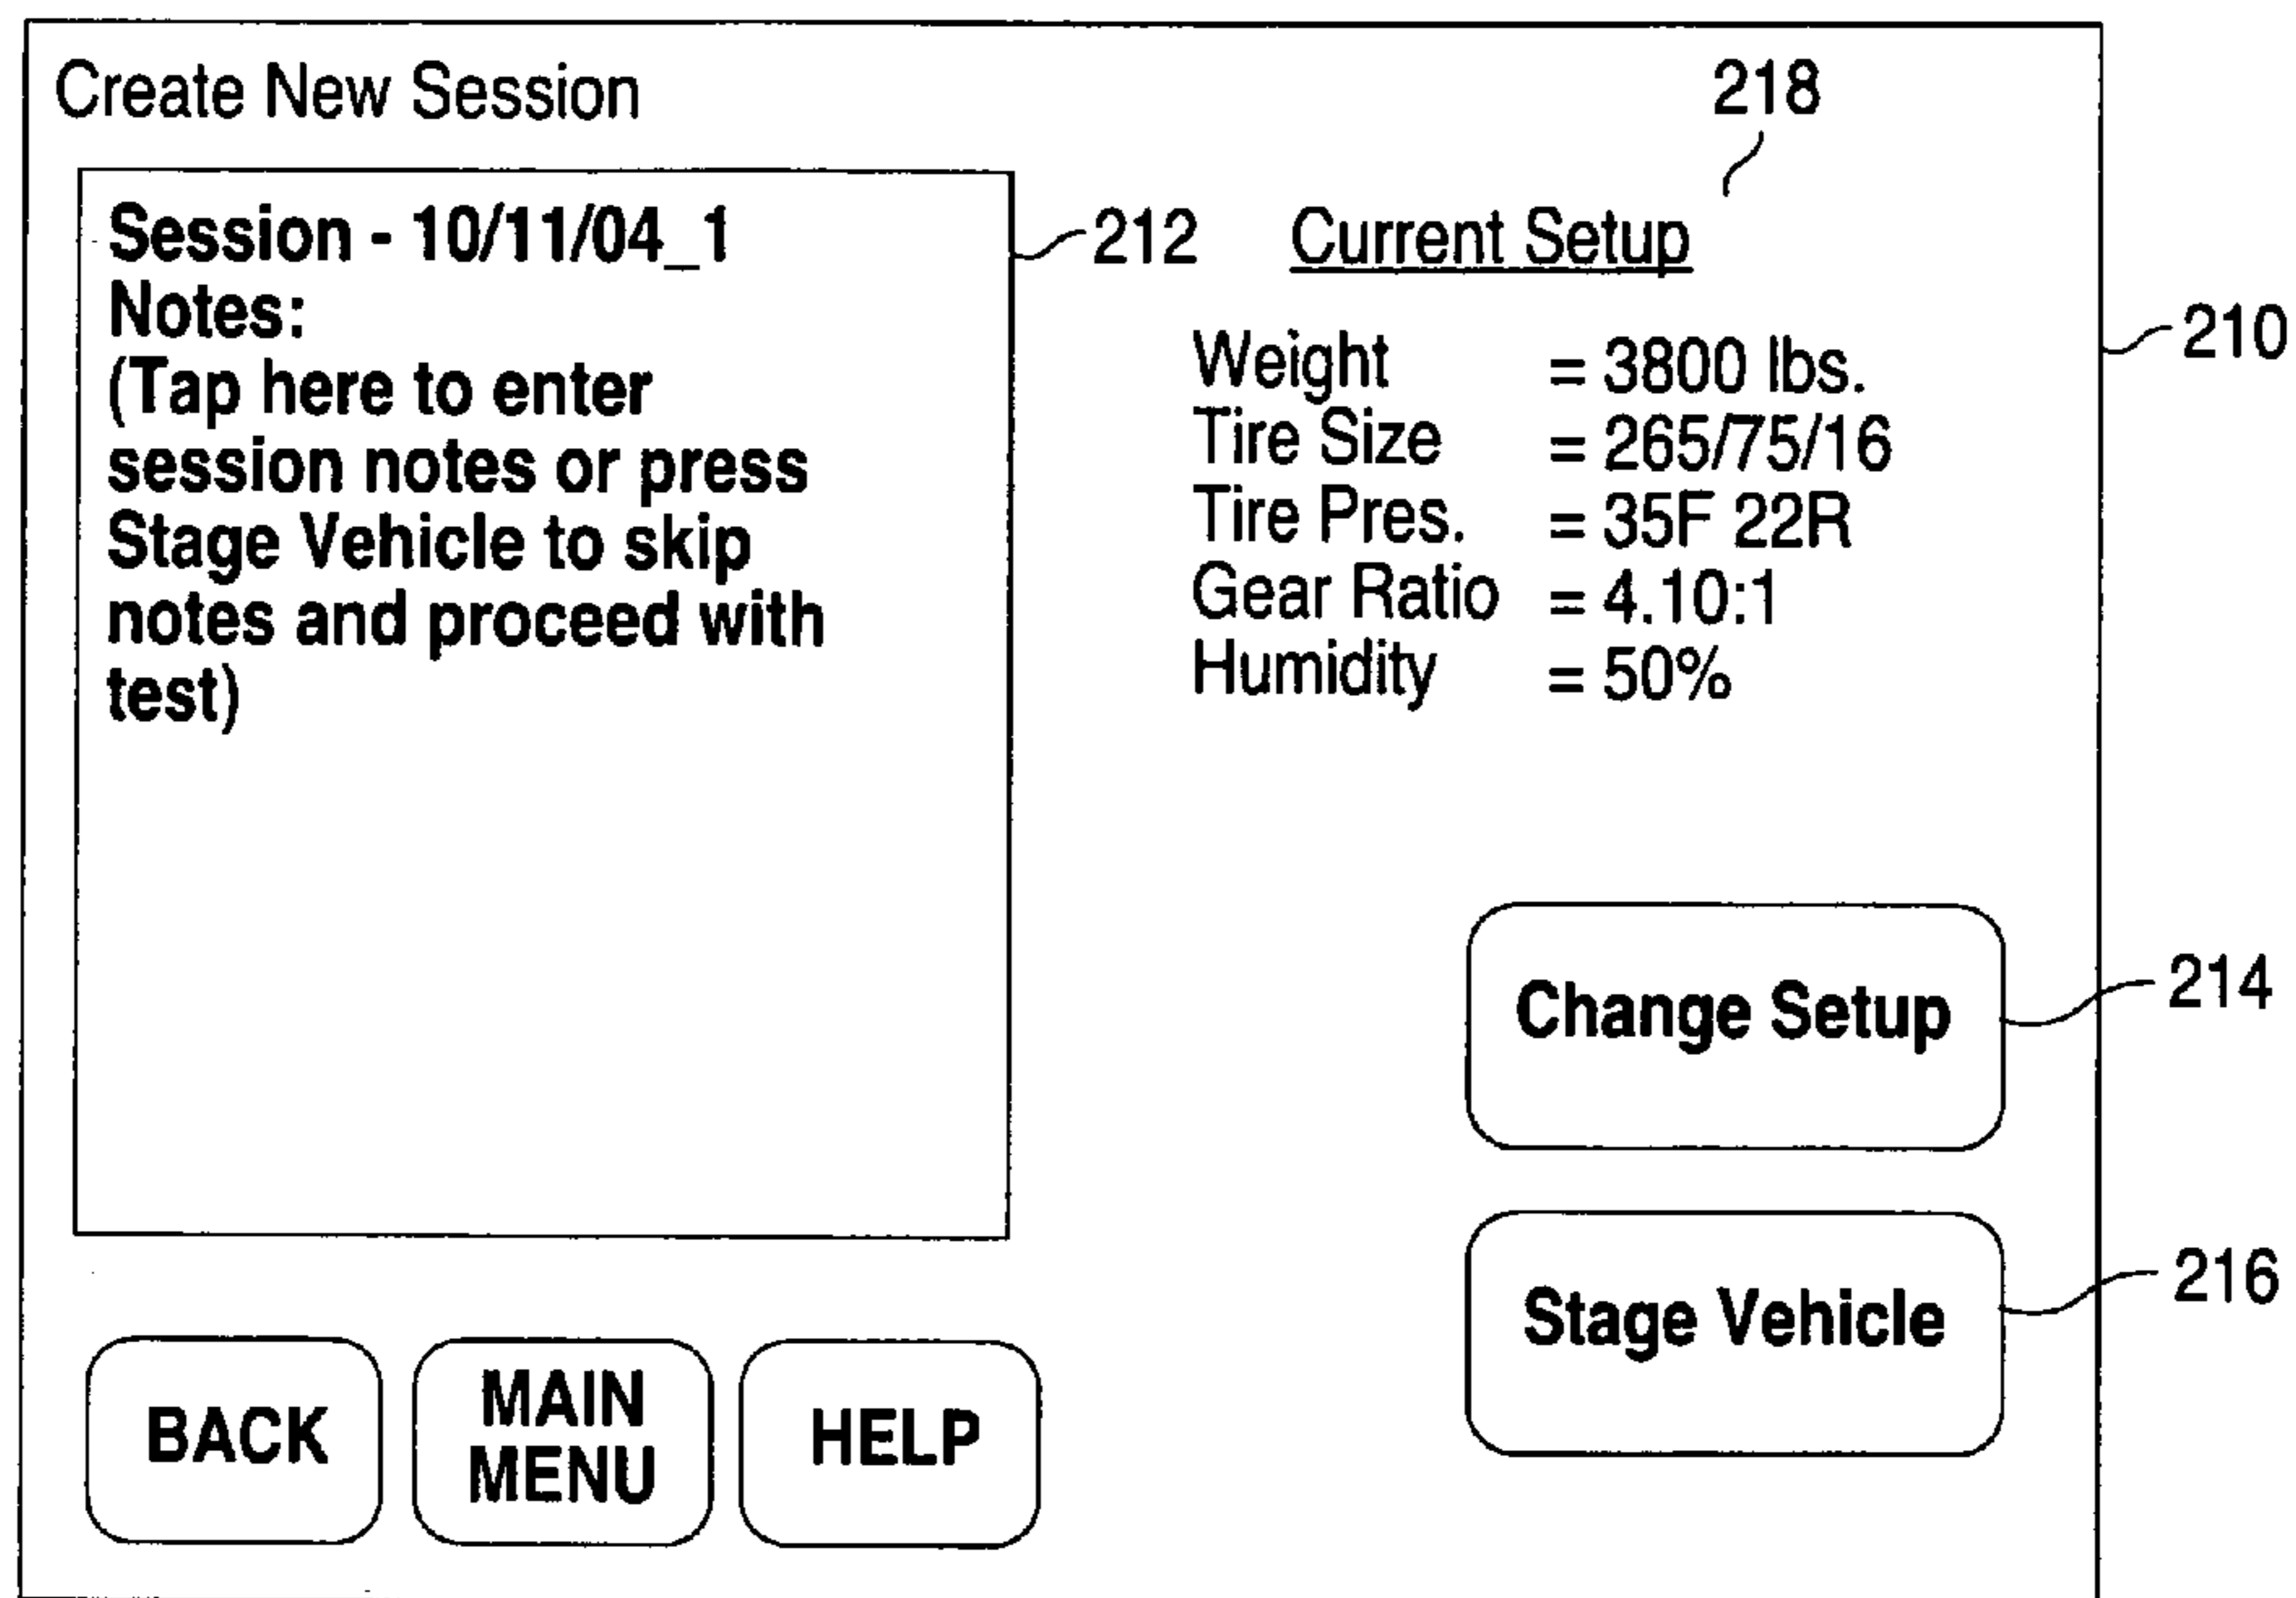 Create New Session
218
Session - 10/11/04_1
Notes:
(Tap here to enter
session notes or press
Stage Vehicle to skip
notes and proceed with
test)
212
Current Setup
210
Weight = 3800 lbs.
Tire Size = 265/75/16
Tire Pres. = 35F 22R
Gear Ratio = 4.10:1
Humidity = 50%
Change Setup
214
Stage Vehicle
216
BACK
MAIN
MENU
HELP